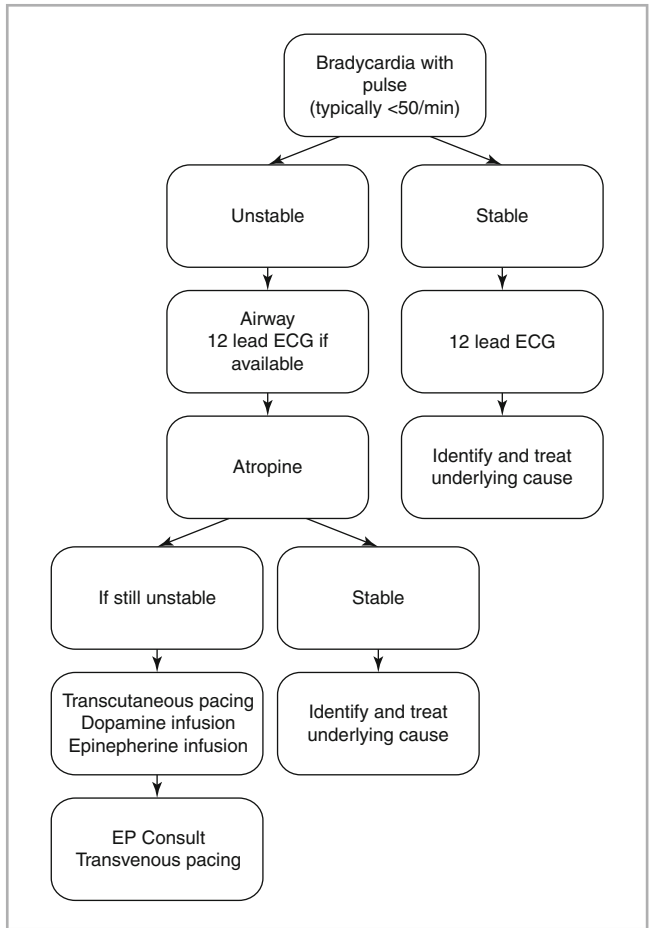 Bradycardia with
pulse
(typically <50/min)
Unstable
Stable
Airway
12 lead ECG if
available
12 lead ECG
Atropine
Identify and treat
underlying cause
If still unstable
Stable
Transcutaneous pacing
Dopamine infusion
Epinepherine infusion
Identify and treat
underlying cause
EP Consult
Transvenous pacing